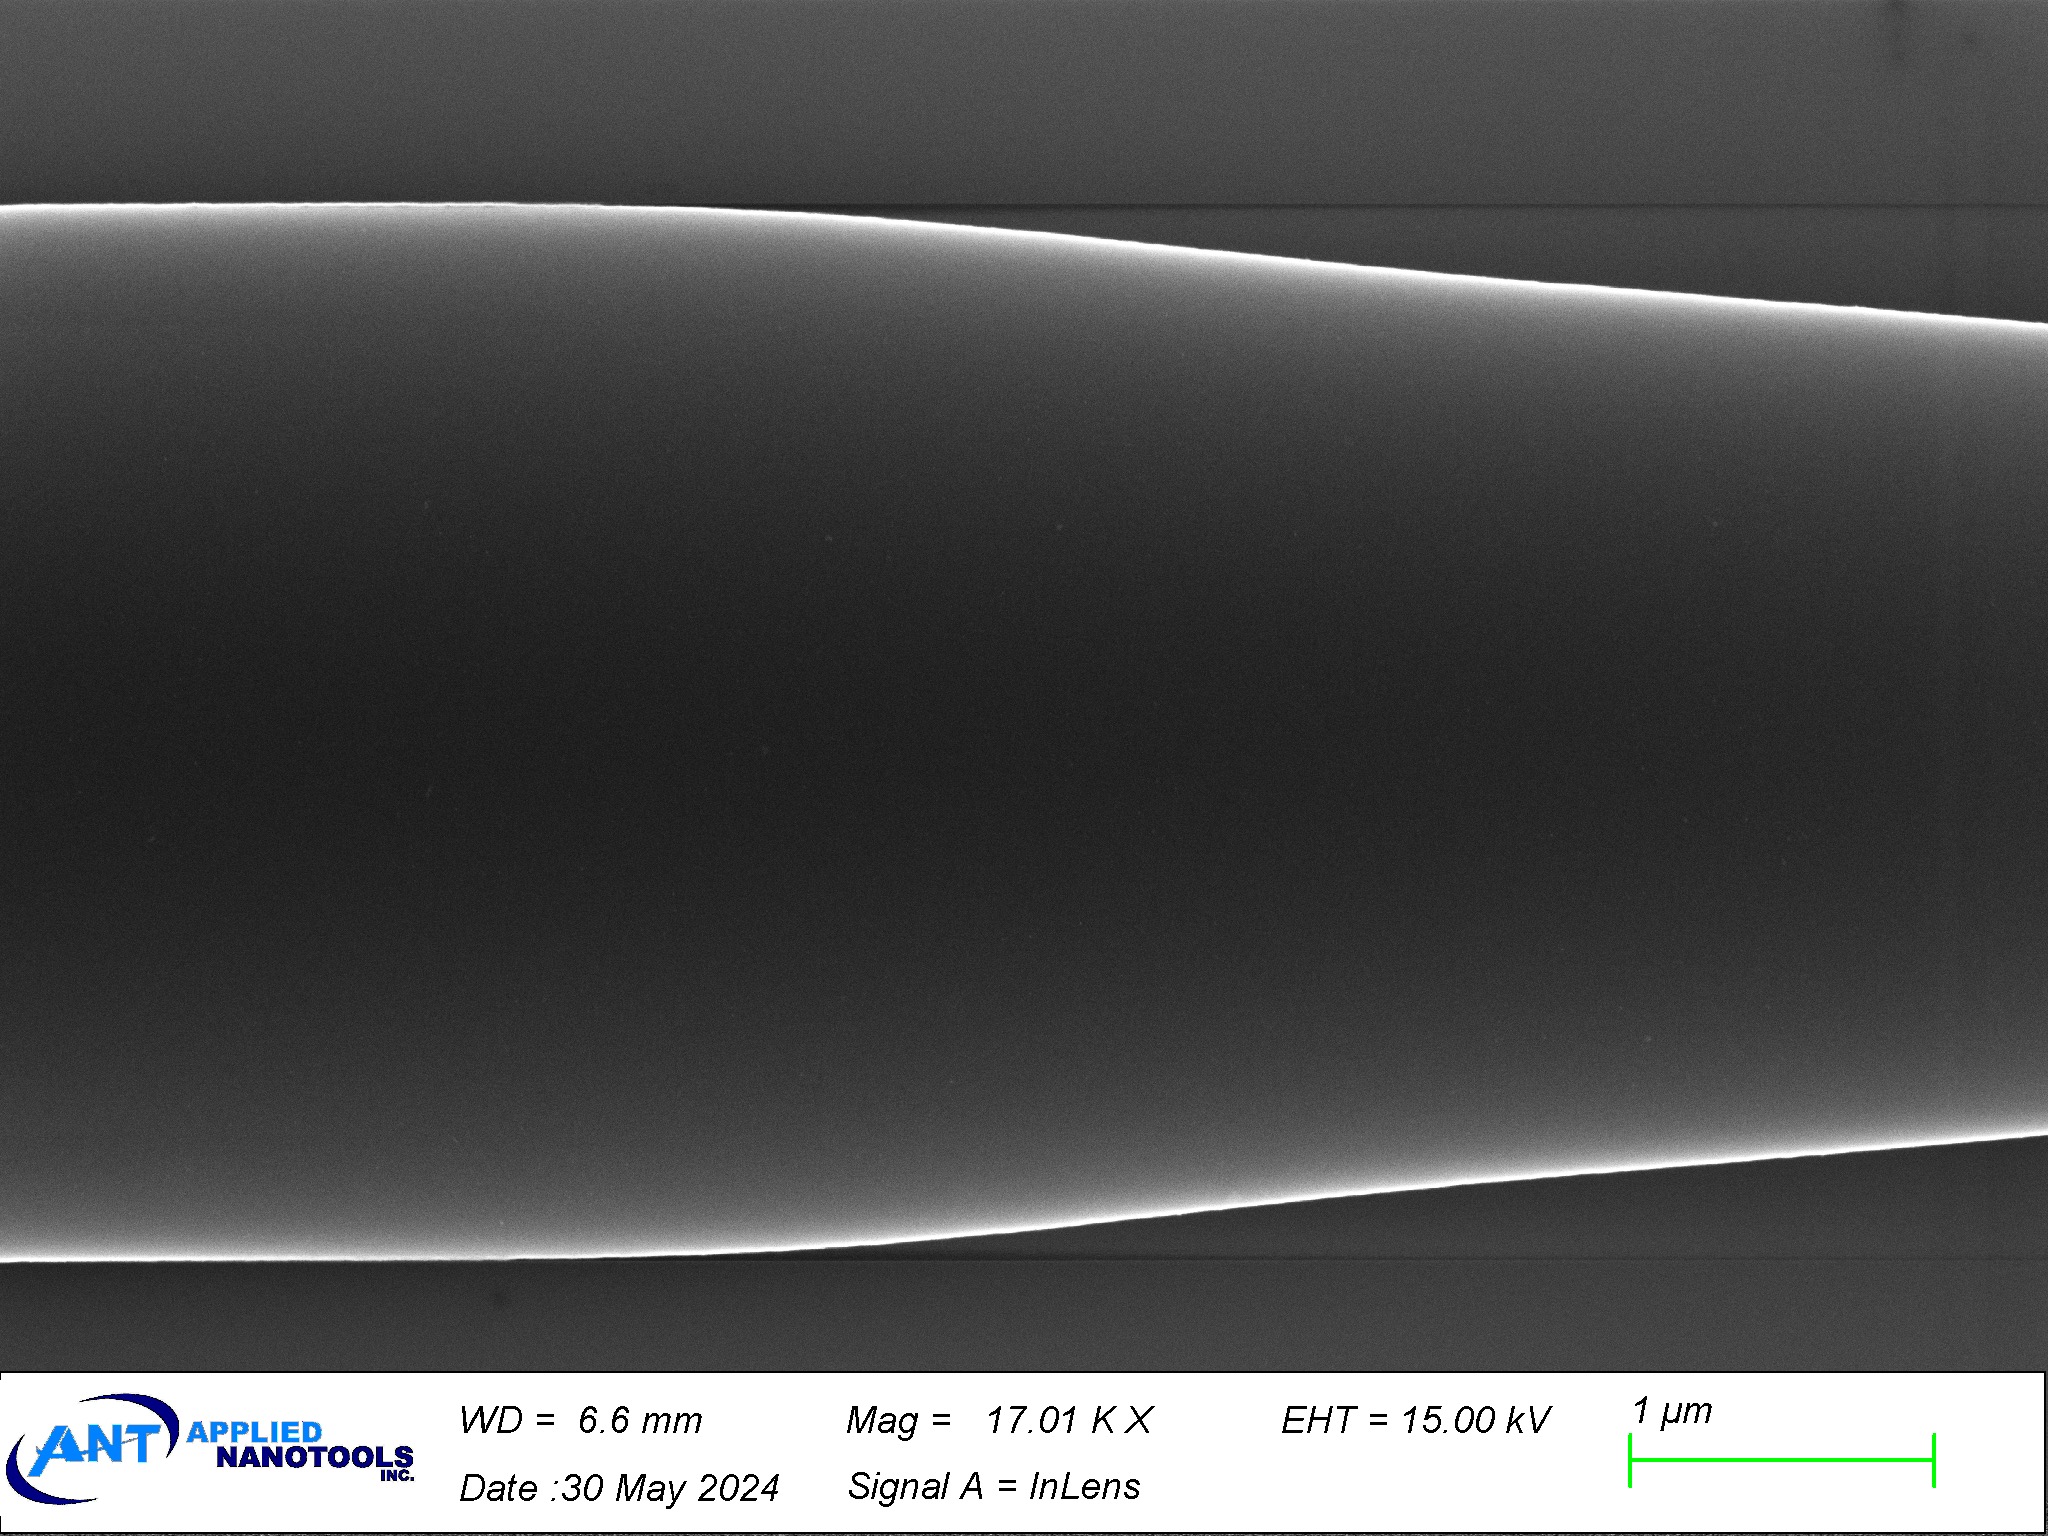 ANT APPLIED NANOTOOLS INC.
WD = 6.6 mm Mag = 17.01 K X EHT = 15.00 kV 1 µm
Date :30 May 2024 Signal A = InLens